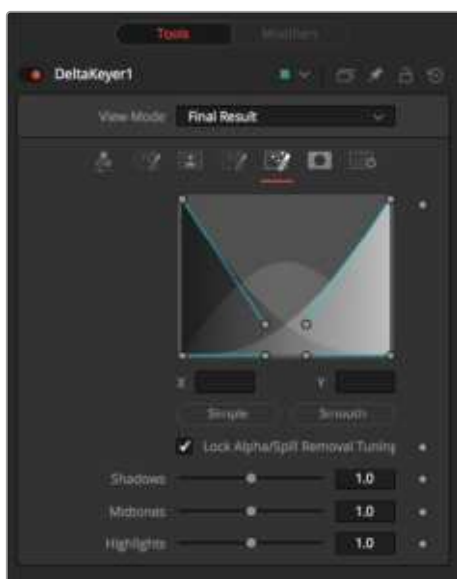 Tools Modifiers
DeltaKeyer1
View Mode Final Result
X Y
Simple Smooth
Lock Alpha/Spill Removal Tuning
Shadows 1.0
Midtones 1.0
Highlights 1.0